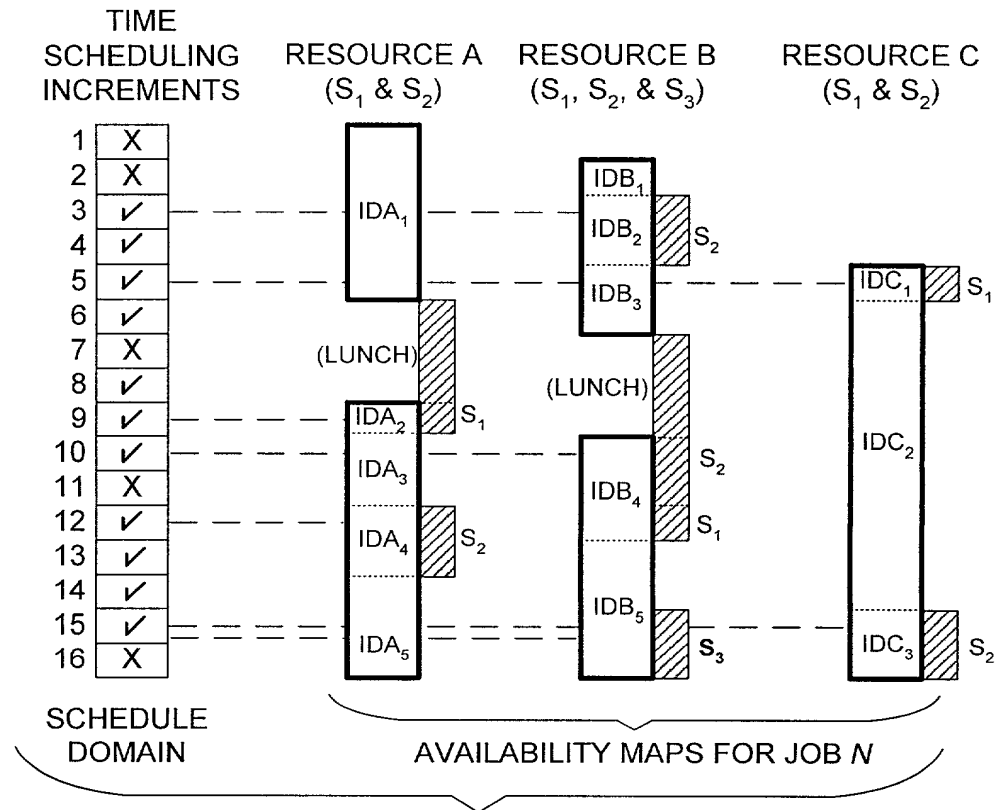 TIME
SCHEDULING
INCREMENTS
RESOURCE A
(S₁ & S₂)
RESOURCE B
(S₁, S₂, & S₃)
RESOURCE C
(S₁ & S₂)
1 X
2 X
3 ✓
4 ✓
5 ✓
6 ✓
7 X
8 ✓
9 ✓
10 ✓
11 X
12 ✓
13 ✓
14 ✓
15 ✓
16 X
IDA₁
(LUNCH)
IDA₂
S₁
IDA₃
IDA₄
S₂
IDA₅
IDB₁
IDB₂
S₂
IDB₃
(LUNCH)
S₂
IDB₄
S₁
IDB₅
S₃
IDC₁
S₁
IDC₂
IDC₃
S₂
SCHEDULE
DOMAIN
AVAILABILITY MAPS FOR JOB N